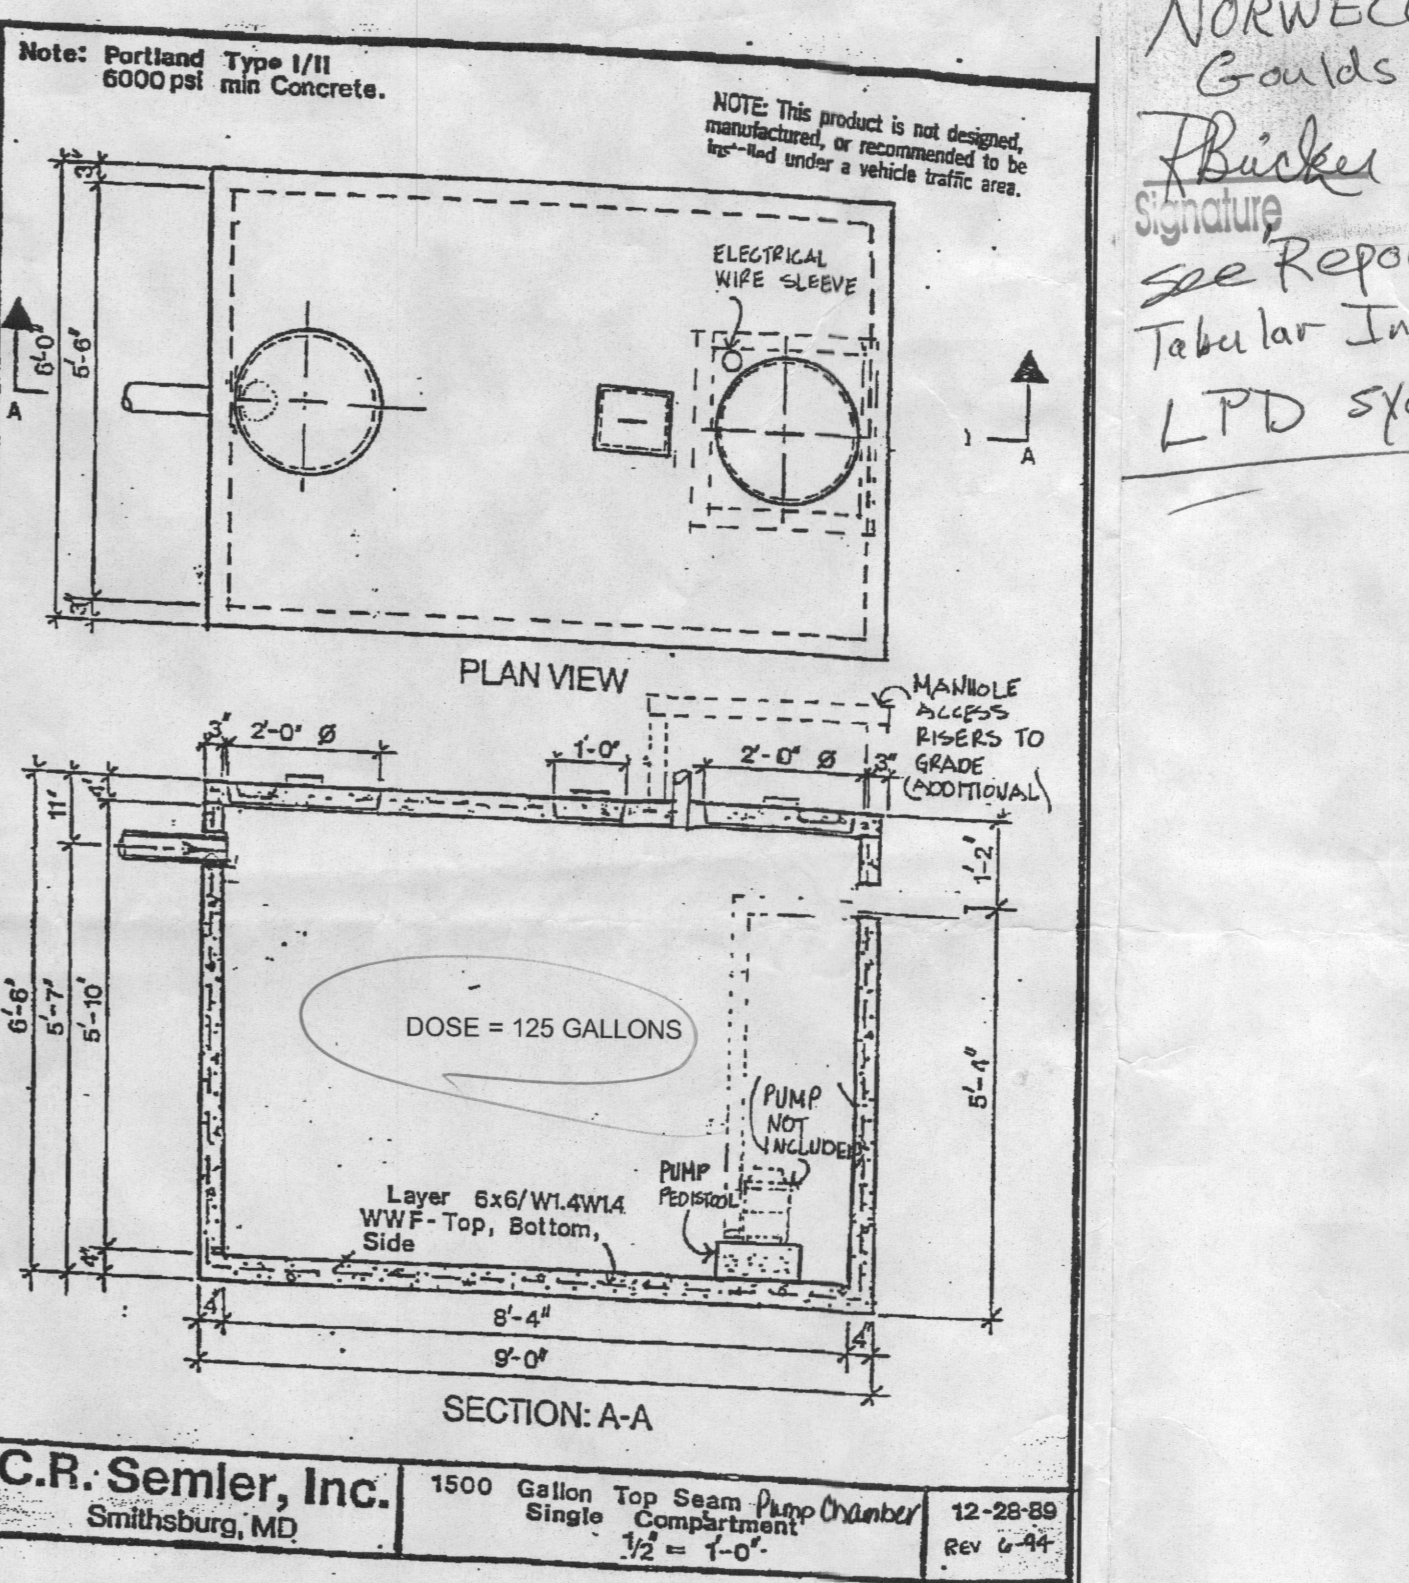 Note: Portland Type I/II
6000 psi min Concrete.
NOTE: This product is not designed,
manufactured, or recommended to be
installed under a vehicle traffic area.
NORWEC
Goulds
RBücker
Signature
see Repo
Tabular In
LPD sy
ELECTRICAL
WIRE SLEEVE
3"
6'-0"
5'-6"
3"
A
A
PLAN VIEW
MANHOLE
ACCESS
RISERS TO
GRADE
(ADDITIONAL)
3"
2'-0" Ø
1'-0"
2'-0" Ø
3"
11"
4"
1'-2"
6'-6"
5'-7"
5'-10"
5'-4"
DOSE = 125 GALLONS
PUMP
NOT
INCLUDED
PUMP
PEDISTOOL
Layer 6x6/W1.4W1.4
WWF-Top, Bottom,
Side
4"
4"
8'-4"
4"
9'-0"
SECTION: A-A
C.R. Semler, Inc.
Smithsburg, MD
1500 Gallon Top Seam Pump Chamber
Single Compartment
1/2" = 1'-0"
12-28-89
REV 6-94